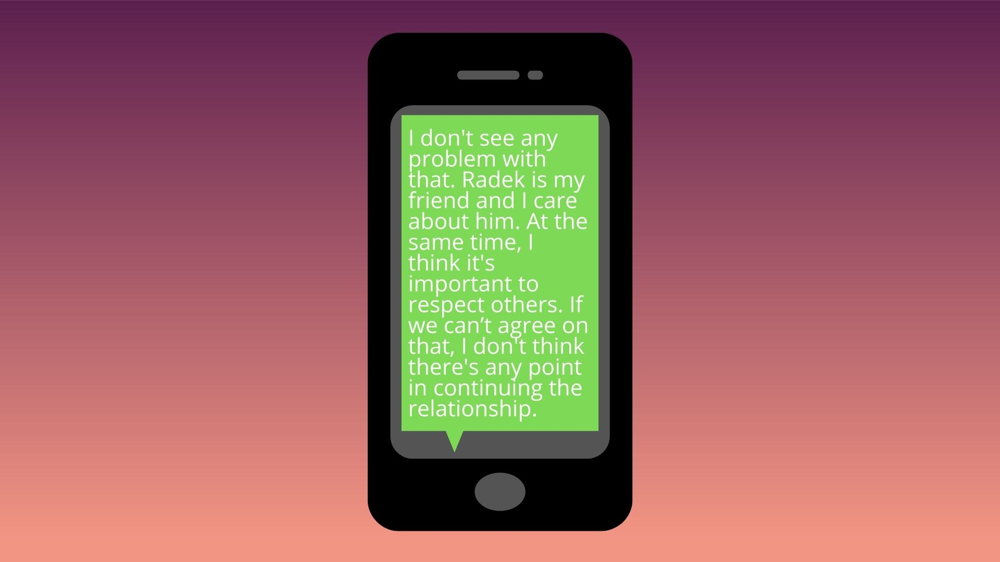 I don't see any
problem with
that. Radek is my
friend and I care
about him. At the
same time, I
think it's
important to
respect others. If
we can’t agree on
that, I don't think
there's any point
in continuing the
relationship.